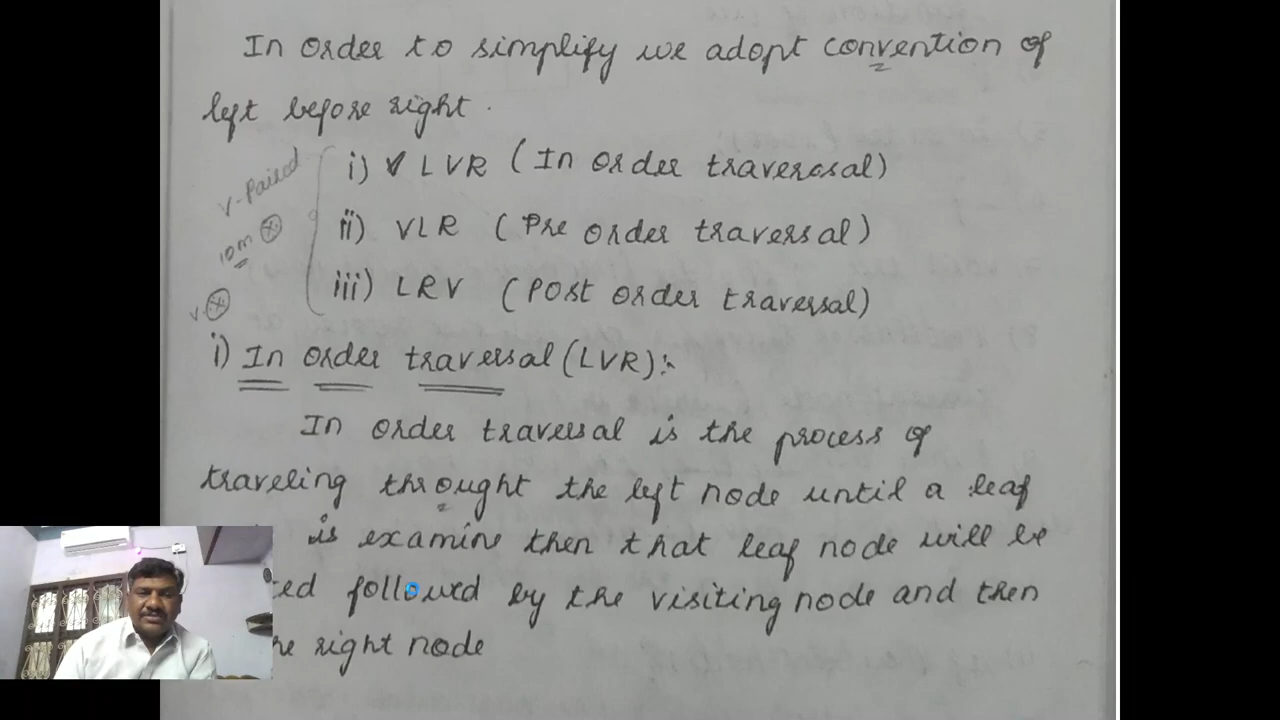 In order to simplify we adopt convention of
left before right.
i) LVR (In order traversal)
V-Paired
ii) VLR (Pre order traversal)
10m
iii) LRV (Post order traversal)
i) In order traversal (LVR):-
In order traversal is the process of
traveling throught the left node until a leaf
is examine then that leaf node will be
ted followed by the visiting node and then
he right node